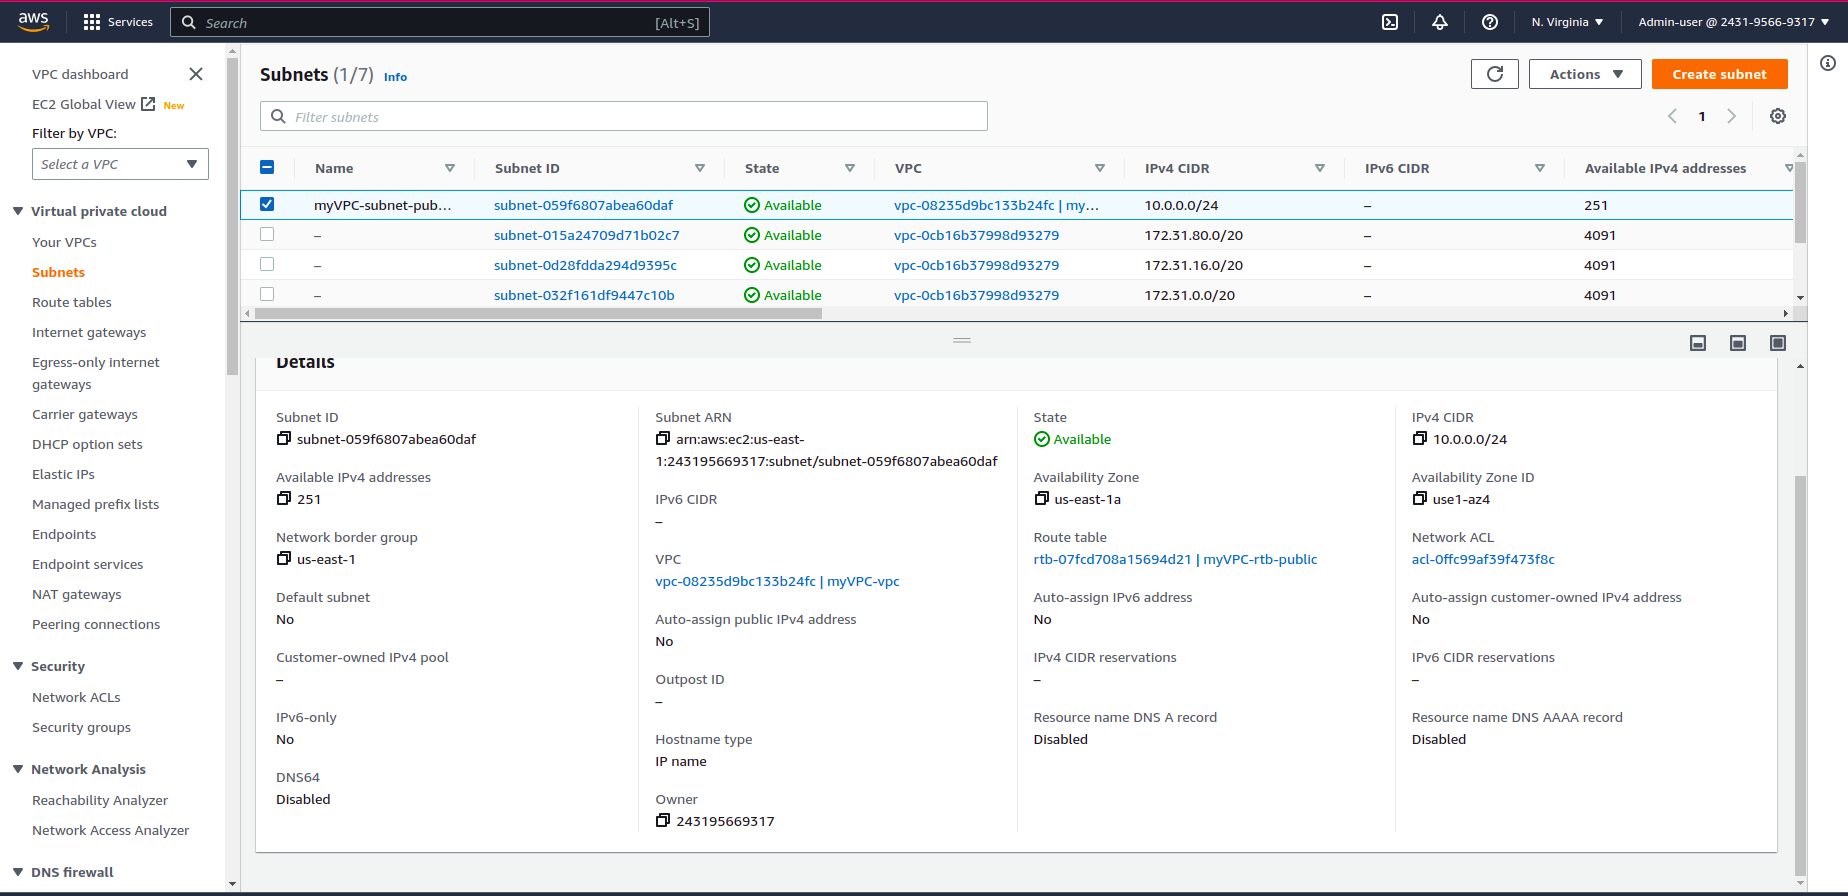 aws
Services
Search
[Alt+S]
N. Virginia
Admin-user @ 2431-9566-9317
VPC dashboard
EC2 Global View New
Filter by VPC:
Select a VPC
Virtual private cloud
Your VPCs
Subnets
Route tables
Internet gateways
Egress-only internet
gateways
Carrier gateways
DHCP option sets
Elastic IPs
Managed prefix lists
Endpoints
Endpoint services
NAT gateways
Peering connections
Security
Network ACLs
Security groups
Network Analysis
Reachability Analyzer
Network Access Analyzer
DNS firewall
Subnets (1/7) Info
Actions
Create subnet
Filter subnets
1
Name Subnet ID State VPC IPv4 CIDR IPv6 CIDR Available IPv4 addresses
myVPC-subnet-pub... subnet-059f6807abea60daf Available vpc-08235d9bc133b24fc | my... 10.0.0.0/24 – 251
– subnet-015a24709d71b02c7 Available vpc-0cb16b37998d93279 172.31.80.0/20 – 4091
– subnet-0d28fdda294d9395c Available vpc-0cb16b37998d93279 172.31.16.0/20 – 4091
– subnet-032f161df9447c10b Available vpc-0cb16b37998d93279 172.31.0.0/20 – 4091
Details
Subnet ID
subnet-059f6807abea60daf
Available IPv4 addresses
251
Network border group
us-east-1
Default subnet
No
Customer-owned IPv4 pool
–
IPv6-only
No
DNS64
Disabled
Subnet ARN
arn:aws:ec2:us-east-
1:243195669317:subnet/subnet-059f6807abea60daf
IPv6 CIDR
–
VPC
vpc-08235d9bc133b24fc | myVPC-vpc
Auto-assign public IPv4 address
No
Outpost ID
–
Hostname type
IP name
Owner
243195669317
State
Available
Availability Zone
us-east-1a
Route table
rtb-07fcd708a15694d21 | myVPC-rtb-public
Auto-assign IPv6 address
No
IPv4 CIDR reservations
–
Resource name DNS A record
Disabled
IPv4 CIDR
10.0.0.0/24
Availability Zone ID
use1-az4
Network ACL
acl-0ffc99af39f473f8c
Auto-assign customer-owned IPv4 address
No
IPv6 CIDR reservations
–
Resource name DNS AAAA record
Disabled